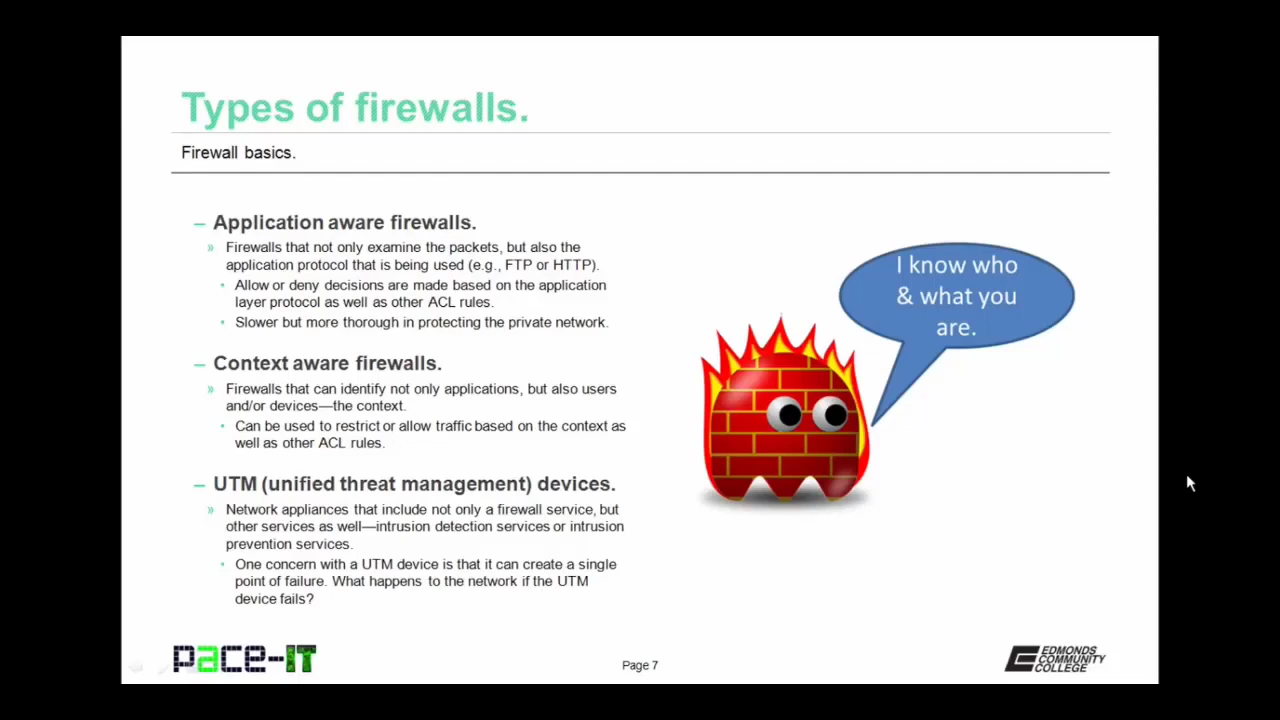 Types of firewalls.
Firewall basics.
– Application aware firewalls.
» Firewalls that not only examine the packets, but also the
application protocol that is being used (e.g., FTP or HTTP).
• Allow or deny decisions are made based on the application
layer protocol as well as other ACL rules.
• Slower but more thorough in protecting the private network.
– Context aware firewalls.
» Firewalls that can identify not only applications, but also users
and/or devices—the context.
• Can be used to restrict or allow traffic based on the context as
well as other ACL rules.
– UTM (unified threat management) devices.
» Network appliances that include not only a firewall service, but
other services as well—intrusion detection services or intrusion
prevention services.
• One concern with a UTM device is that it can create a single
point of failure. What happens to the network if the UTM
device fails?
I know who
& what you
are.
pace-IT
Page 7
EDMONDS
COMMUNITY
COLLEGE